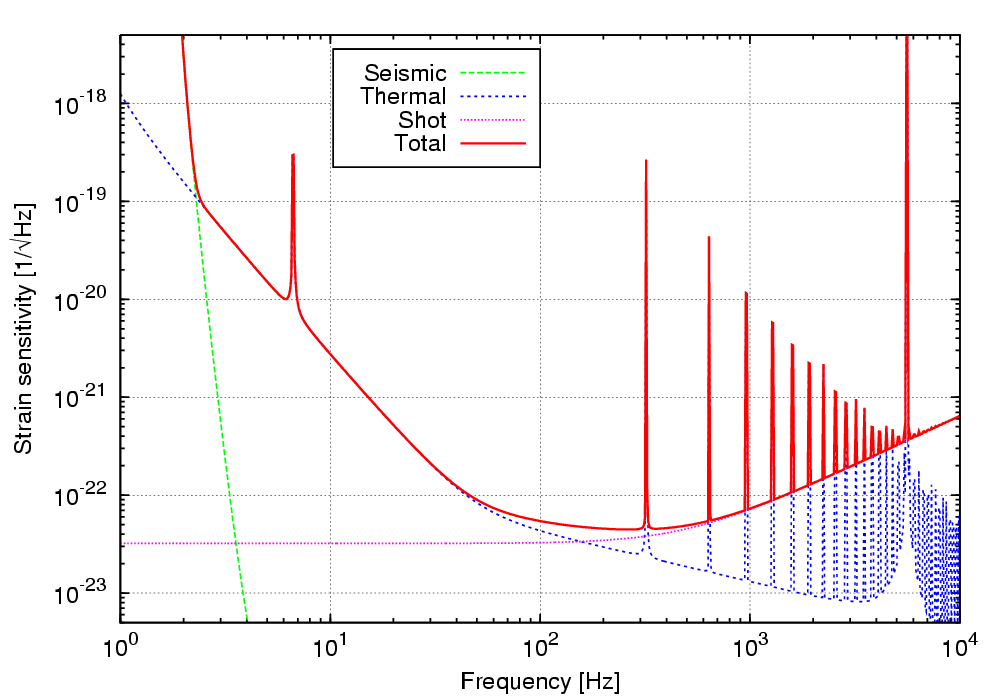 Seismic
Thermal
Shot
Total
10^-18
10^-19
10^-20
10^-21
10^-22
10^-23
Strain sensitivity [1/√Hz]
10^0 10^1 10^2 10^3 10^4
Frequency [Hz]